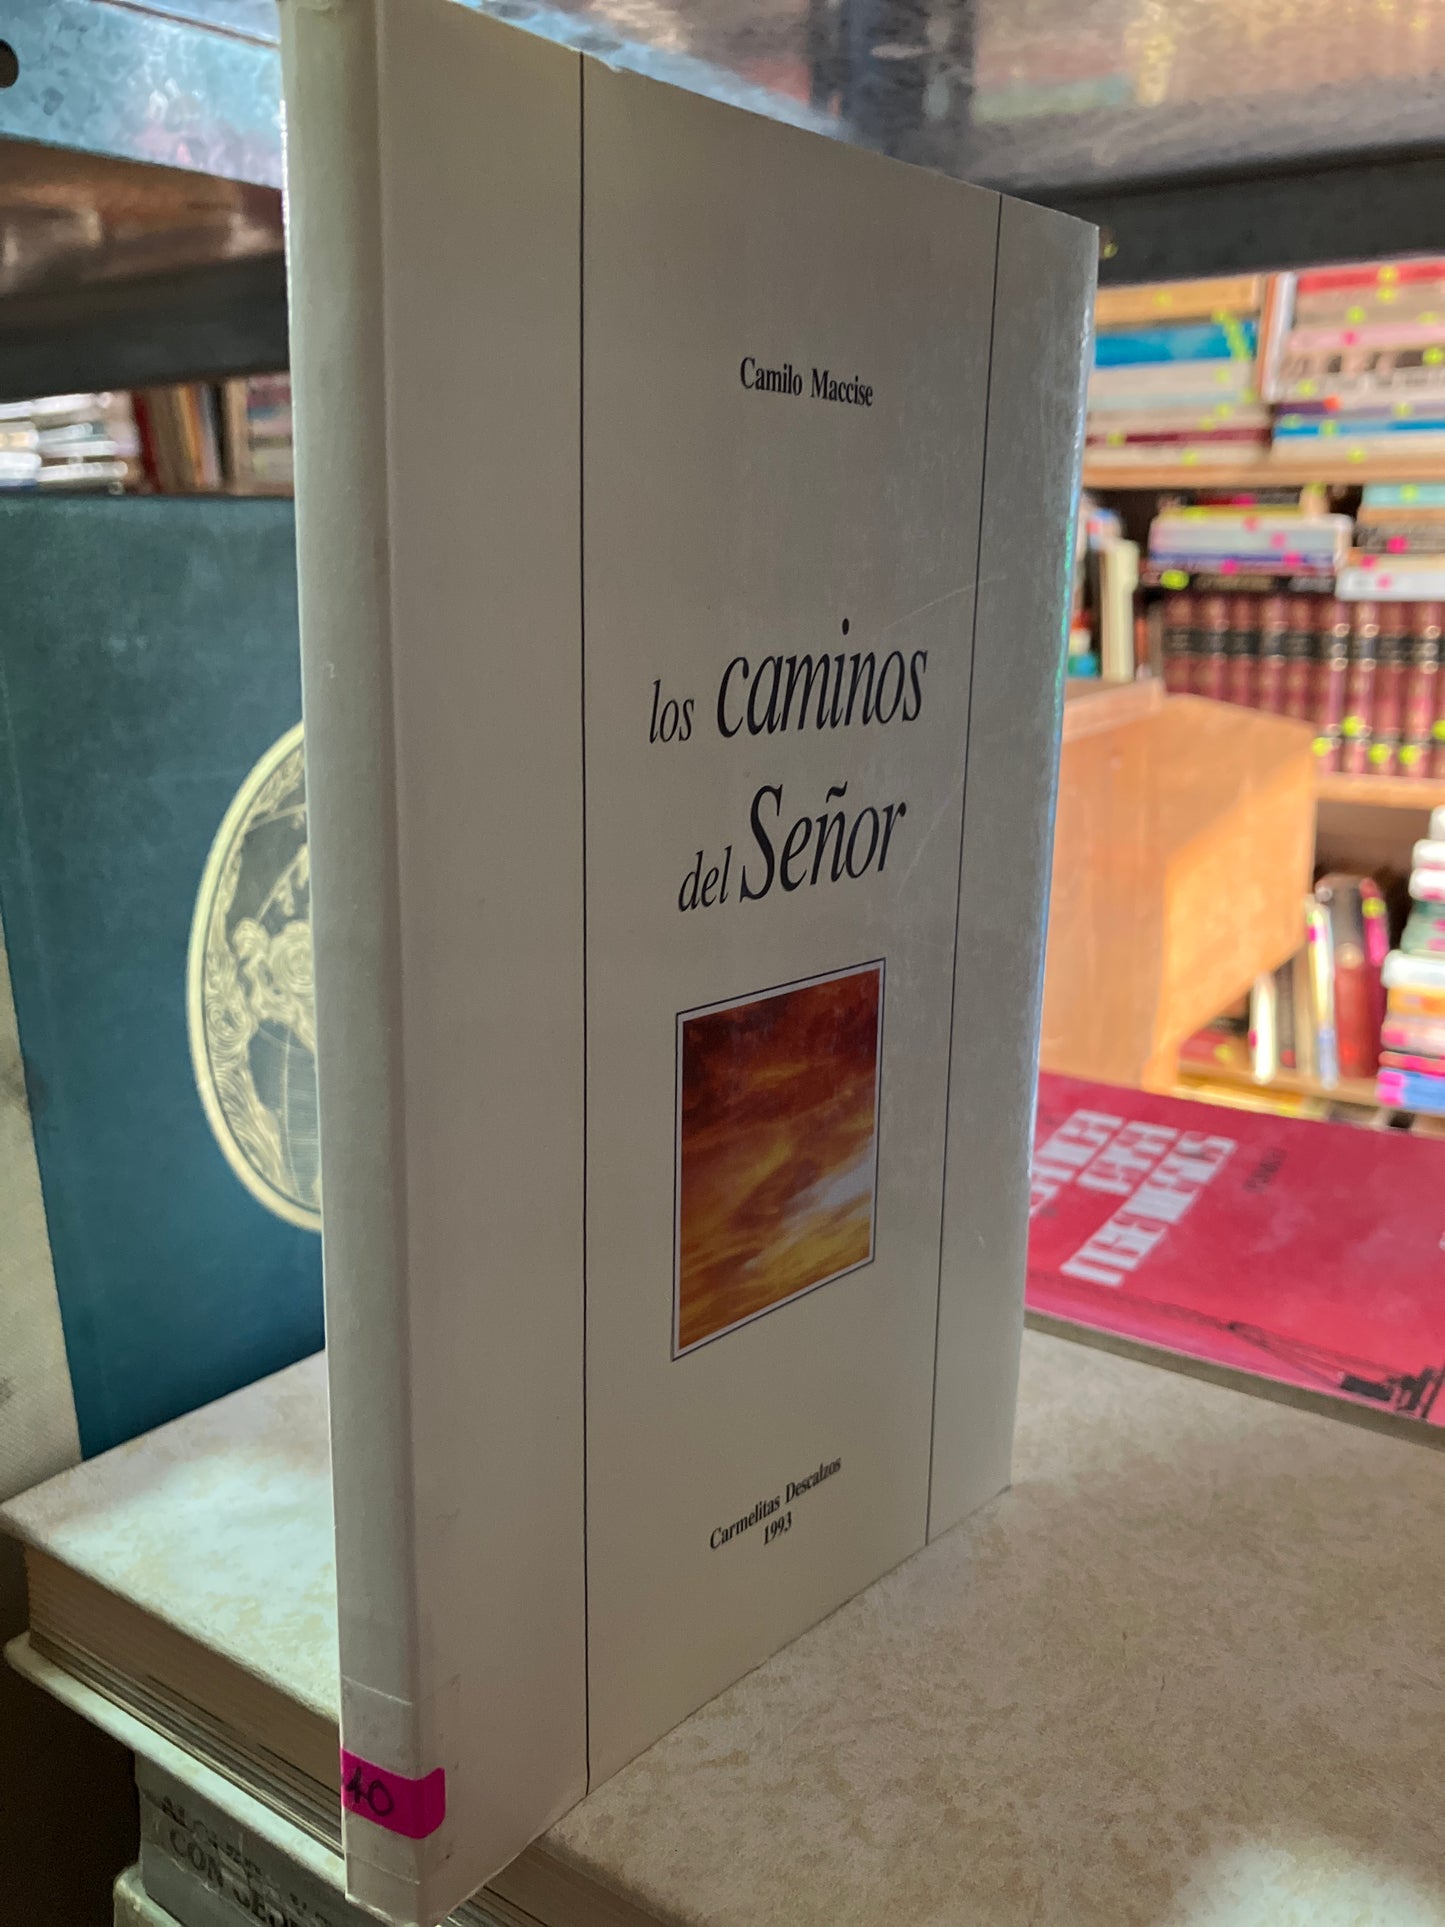 Camilo Maccise
los caminos
del Señor
Carmelitas Descalzos
1993
40